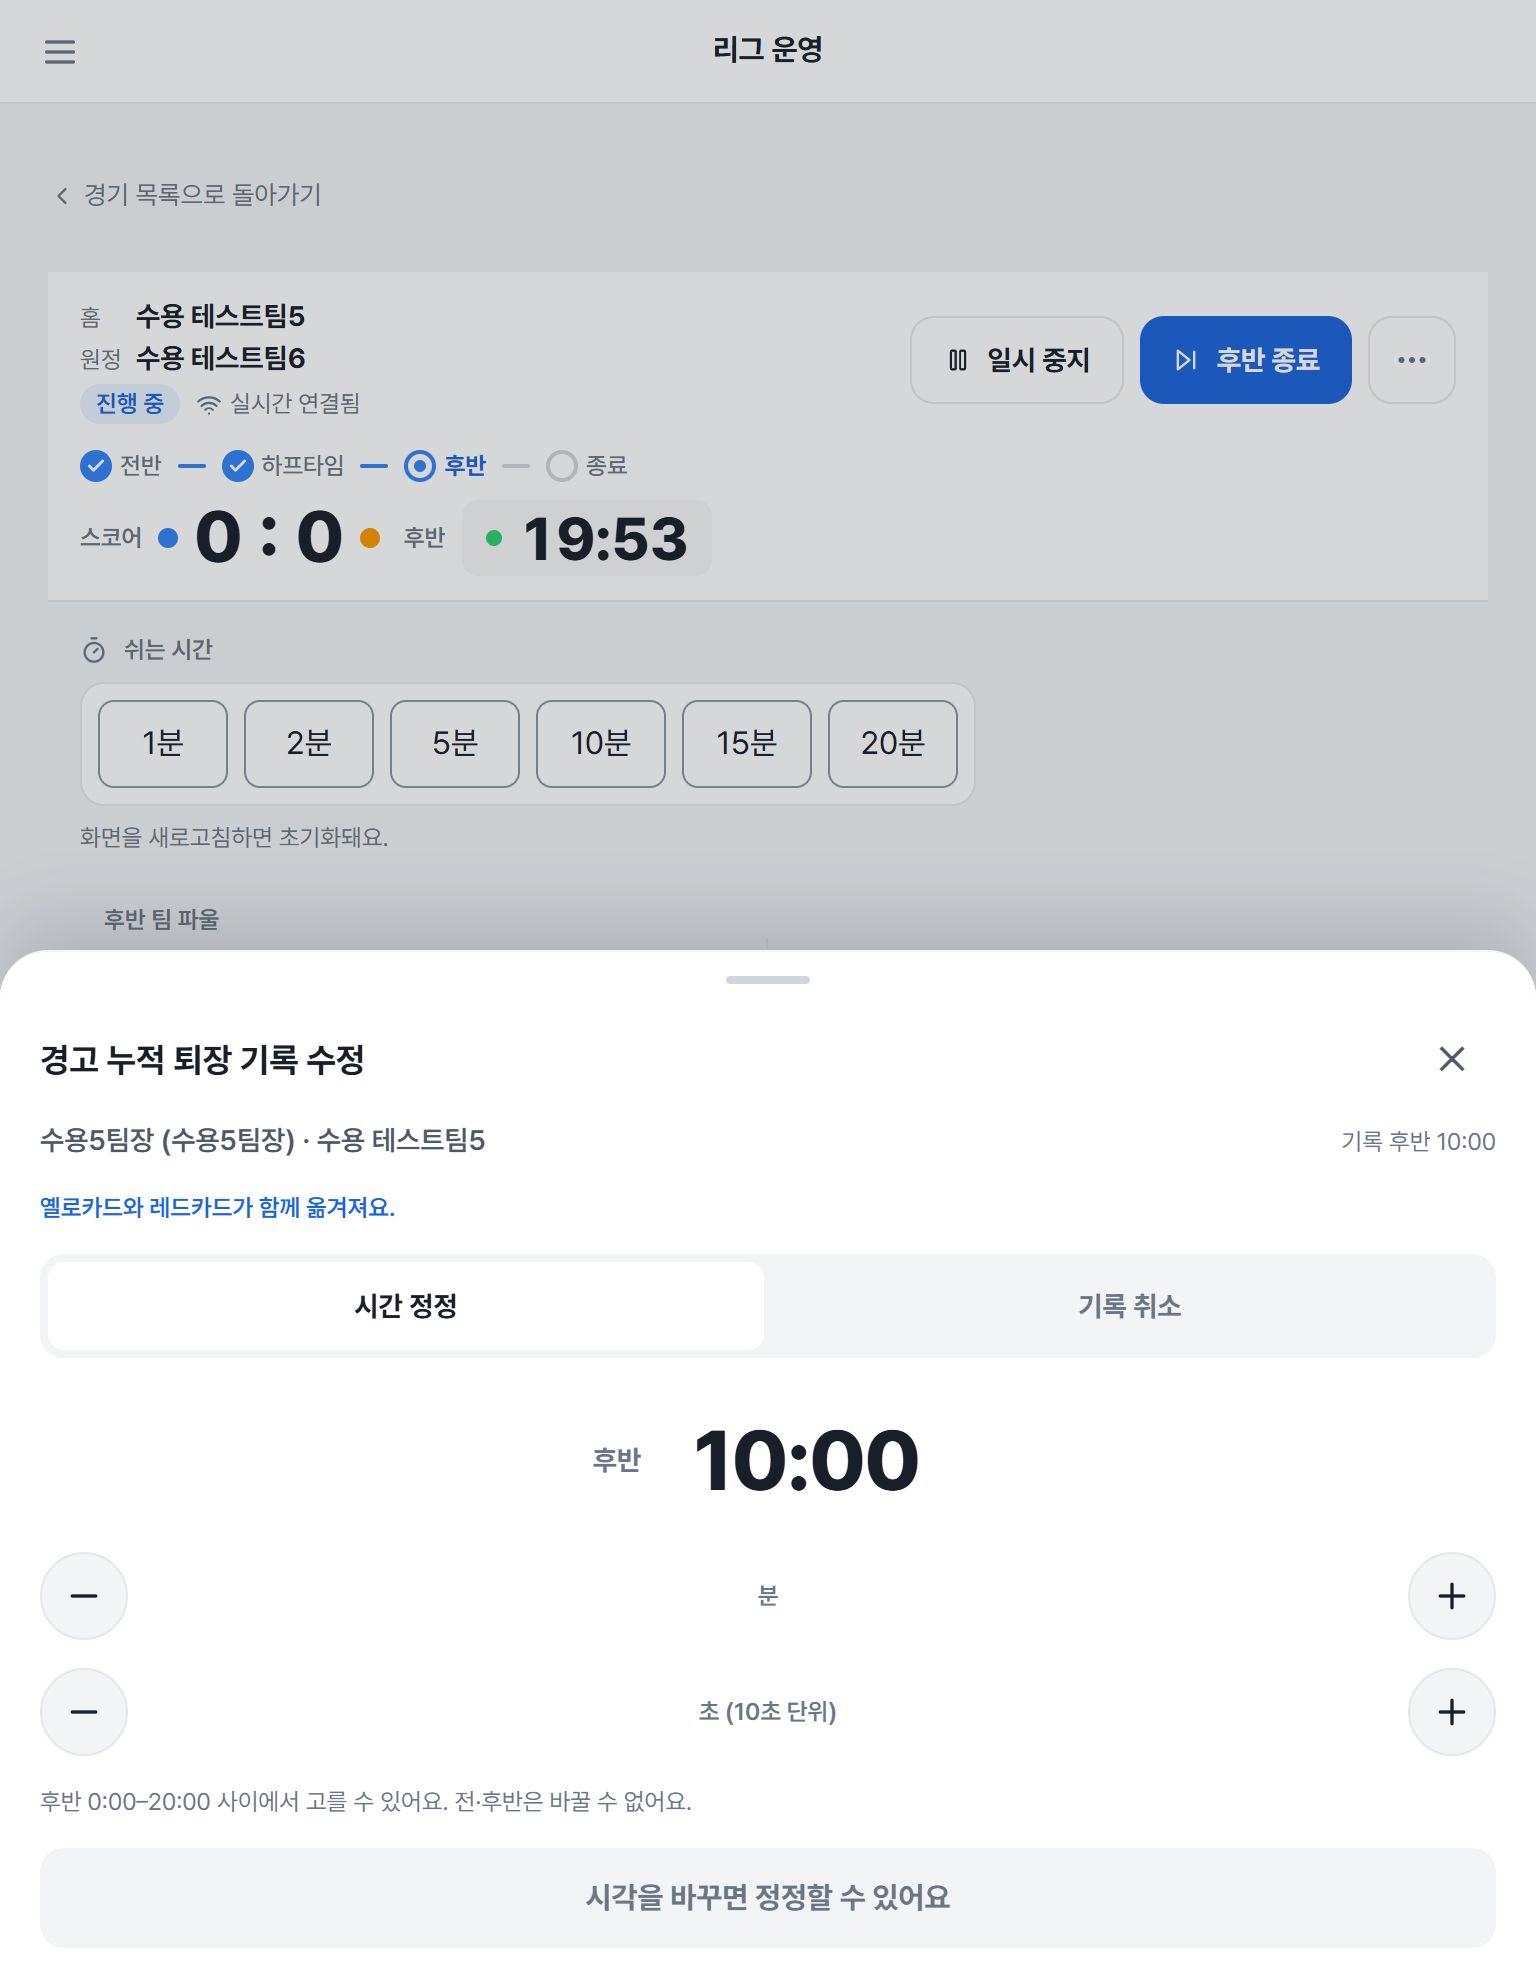 리그 운영
경기 목록으로 돌아가기
홈 수용 테스트팀5
원정 수용 테스트팀6
진행 중 실시간 연결됨
일시 중지
후반 종료
전반 하프타임 후반 종료
스코어 0 : 0 후반 19:53
쉬는 시간
1분 2분 5분 10분 15분 20분
화면을 새로고침하면 초기화돼요.
후반 팀 파울
경고 누적 퇴장 기록 수정
수용5팀장 (수용5팀장) · 수용 테스트팀5
기록 후반 10:00
옐로카드와 레드카드가 함께 옮겨져요.
시간 정정 기록 취소
후반 10:00
분
초 (10초 단위)
후반 0:00–20:00 사이에서 고를 수 있어요. 전·후반은 바꿀 수 없어요.
시각을 바꾸면 정정할 수 있어요